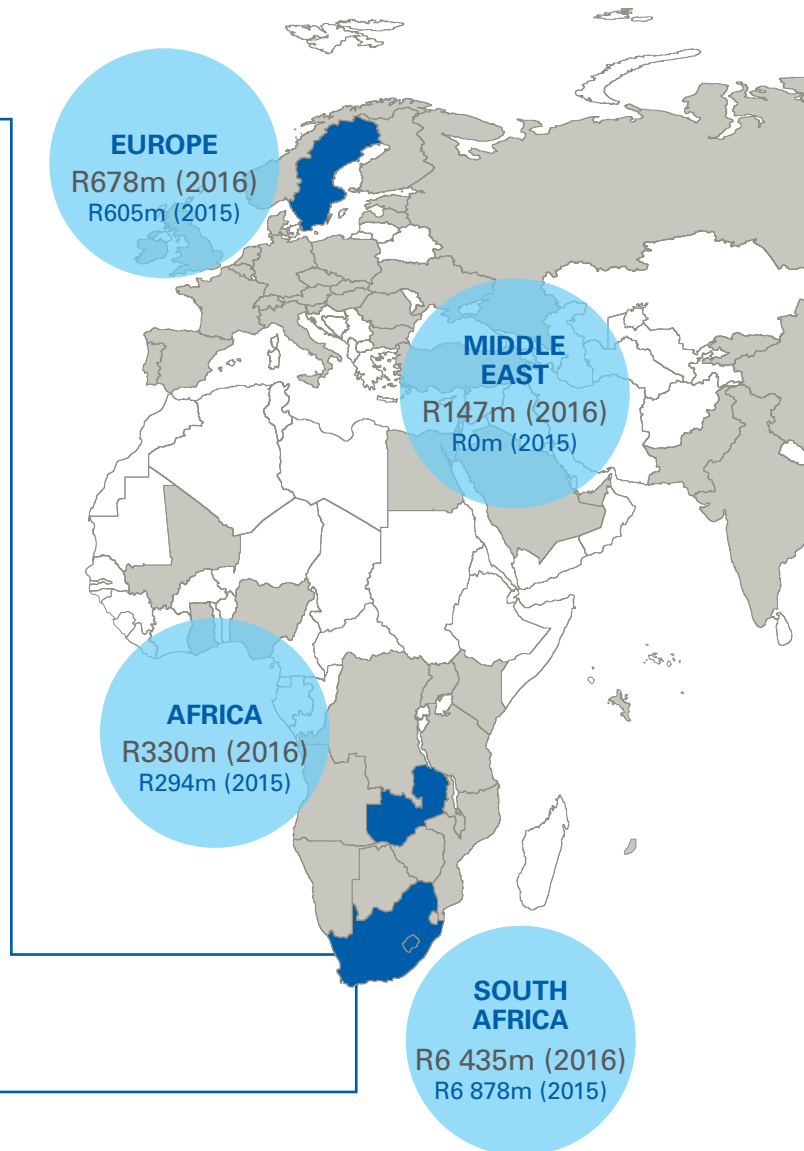 EUROPE
R678m (2016)
R605m (2015)
MIDDLE
EAST
R147m (2016)
R0m (2015)
AFRICA
R330m (2016)
R294m (2015)
SOUTH
AFRICA
R6 435m (2016)
R6 878m (2015)